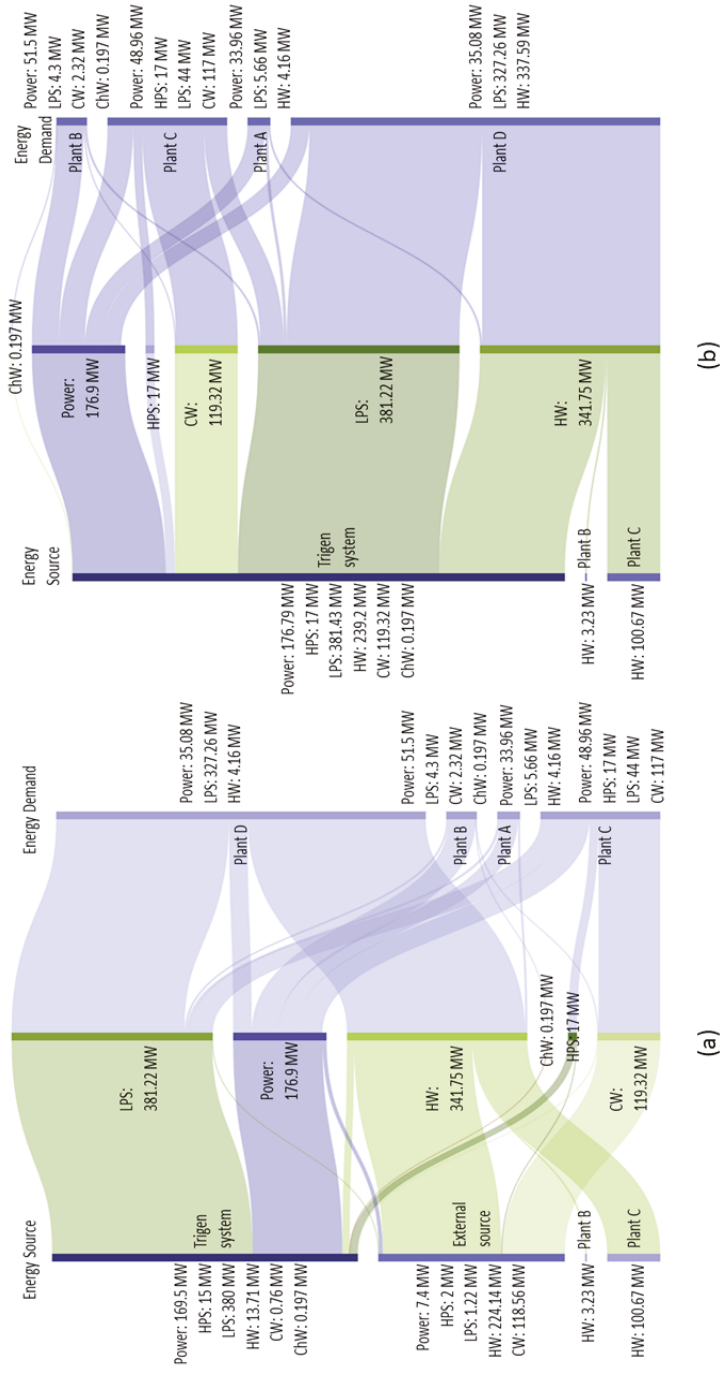 Energy Source
Energy Demand
Power: 169.5 MW
HPS: 15 MW
LPS: 380 MW
HW: 13.71 MW
CW: 0.76 MW
ChW: 0.197 MW
Trigen
system
Power: 7.4 MW
HPS: 2 MW
LPS: 1.22 MW
HW: 224.14 MW
CW: 118.56 MW
External
source
HW: 3.23 MW
Plant B
HW: 100.67 MW
Plant C
LPS:
381.22 MW
Power:
176.9 MW
HW:
341.75 MW
ChW: 0.197 MW
HPS: 17 MW
CW:
119.32 MW
Plant D
Power: 35.08 MW
LPS: 327.26 MW
HW: 4.16 MW
Plant B
Power: 51.5 MW
LPS: 4.3 MW
CW: 2.32 MW
ChW: 0.197 MW
Plant A
Power: 33.96 MW
LPS: 5.66 MW
HW: 4.16 MW
Plant C
Power: 48.96 MW
HPS: 17 MW
LPS: 44 MW
CW: 117 MW
(a)
Energy
Source
Energy
Demand
Power: 176.79 MW
HPS: 17 MW
LPS: 381.43 MW
HW: 239.2 MW
CW: 119.32 MW
ChW: 0.197 MW
Trigen
system
HW: 3.23 MW
Plant B
HW: 100.67 MW
Plant C
ChW: 0.197 MW
Power:
176.9 MW
HPS: 17 MW
CW:
119.32 MW
LPS:
381.22 MW
HW:
341.75 MW
Plant B
Power: 51.5 MW
LPS: 4.3 MW
CW: 2.32 MW
ChW: 0.197 MW
Plant C
Power: 48.96 MW
HPS: 17 MW
LPS: 44 MW
CW: 117 MW
Plant A
Power: 33.96 MW
LPS: 5.66 MW
HW: 4.16 MW
Plant D
Power: 35.08 MW
LPS: 327.26 MW
HW: 337.59 MW
(b)